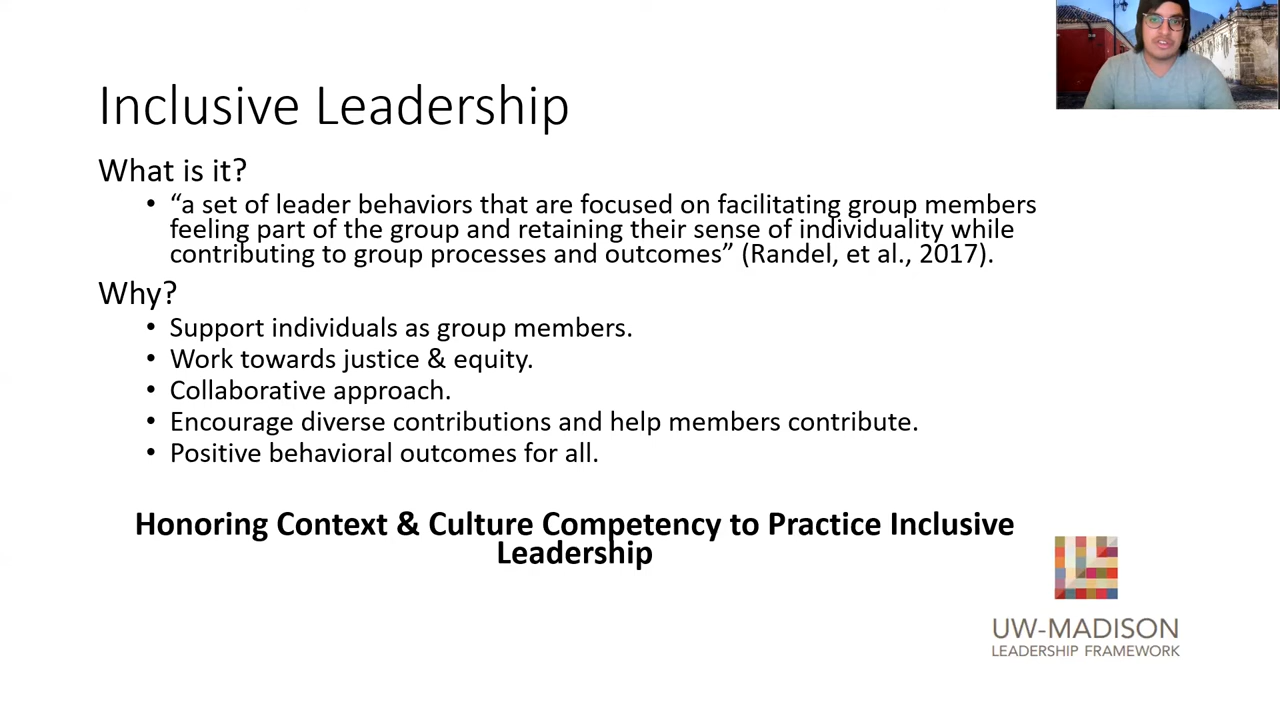 Inclusive Leadership
What is it?
• “a set of leader behaviors that are focused on facilitating group members
feeling part of the group and retaining their sense of individuality while
contributing to group processes and outcomes” (Randel, et al., 2017).
Why?
• Support individuals as group members.
• Work towards justice & equity.
• Collaborative approach.
• Encourage diverse contributions and help members contribute.
• Positive behavioral outcomes for all.
Honoring Context & Culture Competency to Practice Inclusive
Leadership
UW-MADISON
LEADERSHIP FRAMEWORK